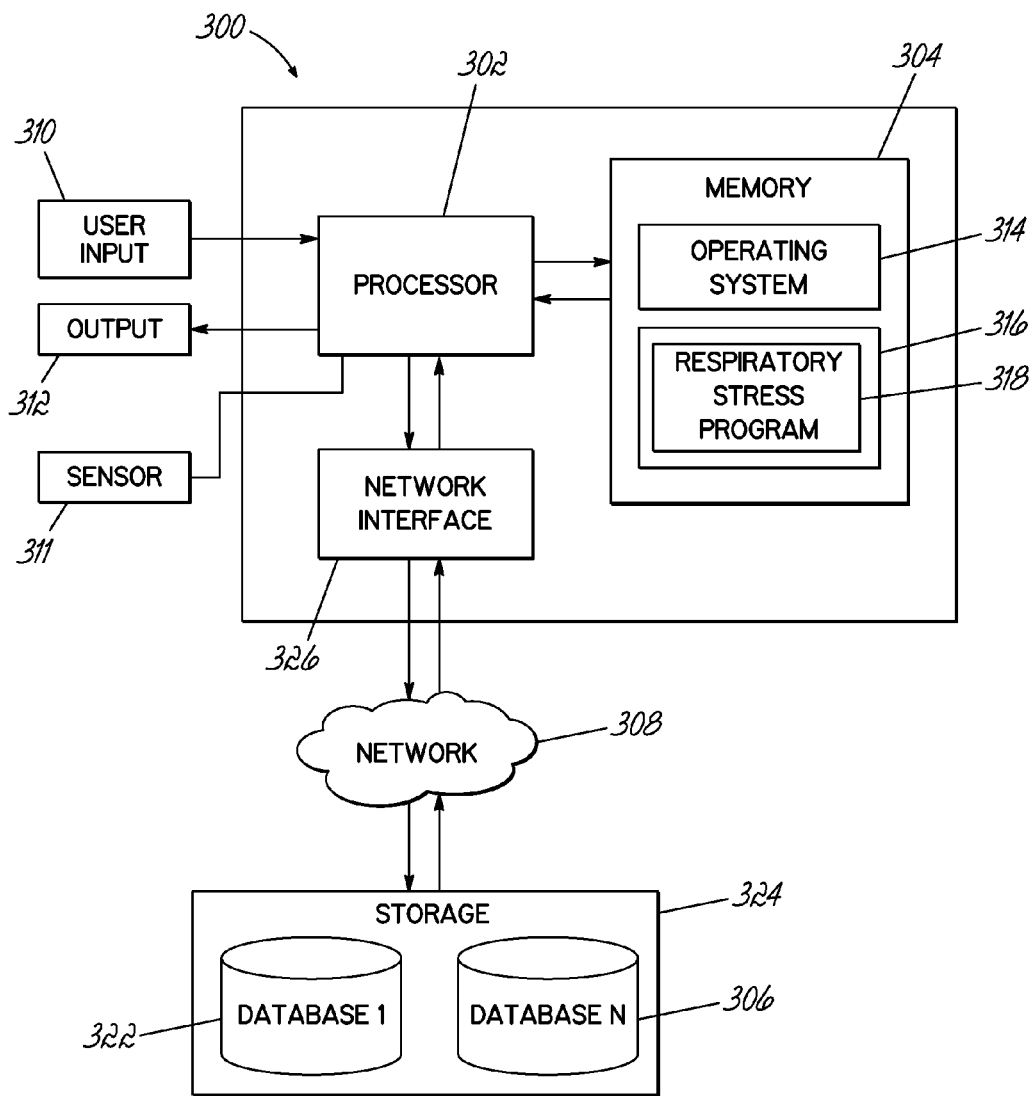 300
302
304
310
MEMORY
USER
INPUT
PROCESSOR
OPERATING
SYSTEM
314
OUTPUT
312
316
RESPIRATORY
STRESS
PROGRAM
318
SENSOR
311
NETWORK
INTERFACE
326
NETWORK
308
STORAGE
324
DATABASE 1
322
DATABASE N
306